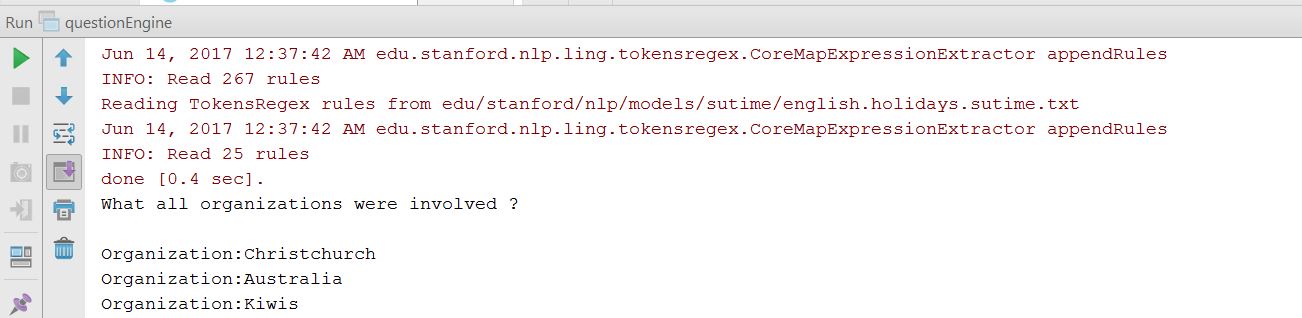 Run questionEngine
Jun 14, 2017 12:37:42 AM edu.stanford.nlp.ling.tokensregex.CoreMapExpressionExtractor appendRules
INFO: Read 267 rules
Reading TokensRegex rules from edu/stanford/nlp/models/sutime/english.holidays.sutime.txt
Jun 14, 2017 12:37:42 AM edu.stanford.nlp.ling.tokensregex.CoreMapExpressionExtractor appendRules
INFO: Read 25 rules
done [0.4 sec].
What all organizations were involved ?
Organization:Christchurch
Organization:Australia
Organization:Kiwis